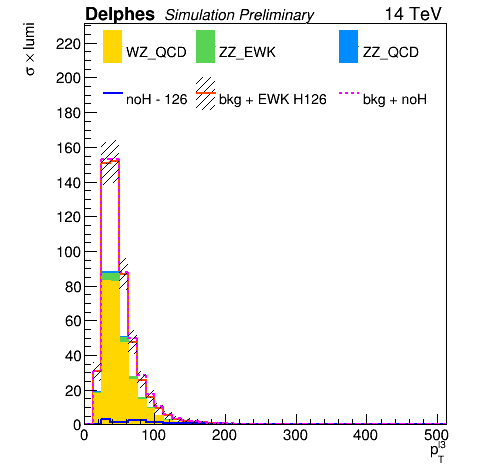 Delphes Simulation Preliminary 14 TeV
σ × lumi
WZ_QCD ZZ_EWK ZZ_QCD
noH - 126 bkg + EWK H126 bkg + noH
220
200
180
160
140
120
100
80
60
40
20
0
0 100 200 300 400 500
p_T^l3